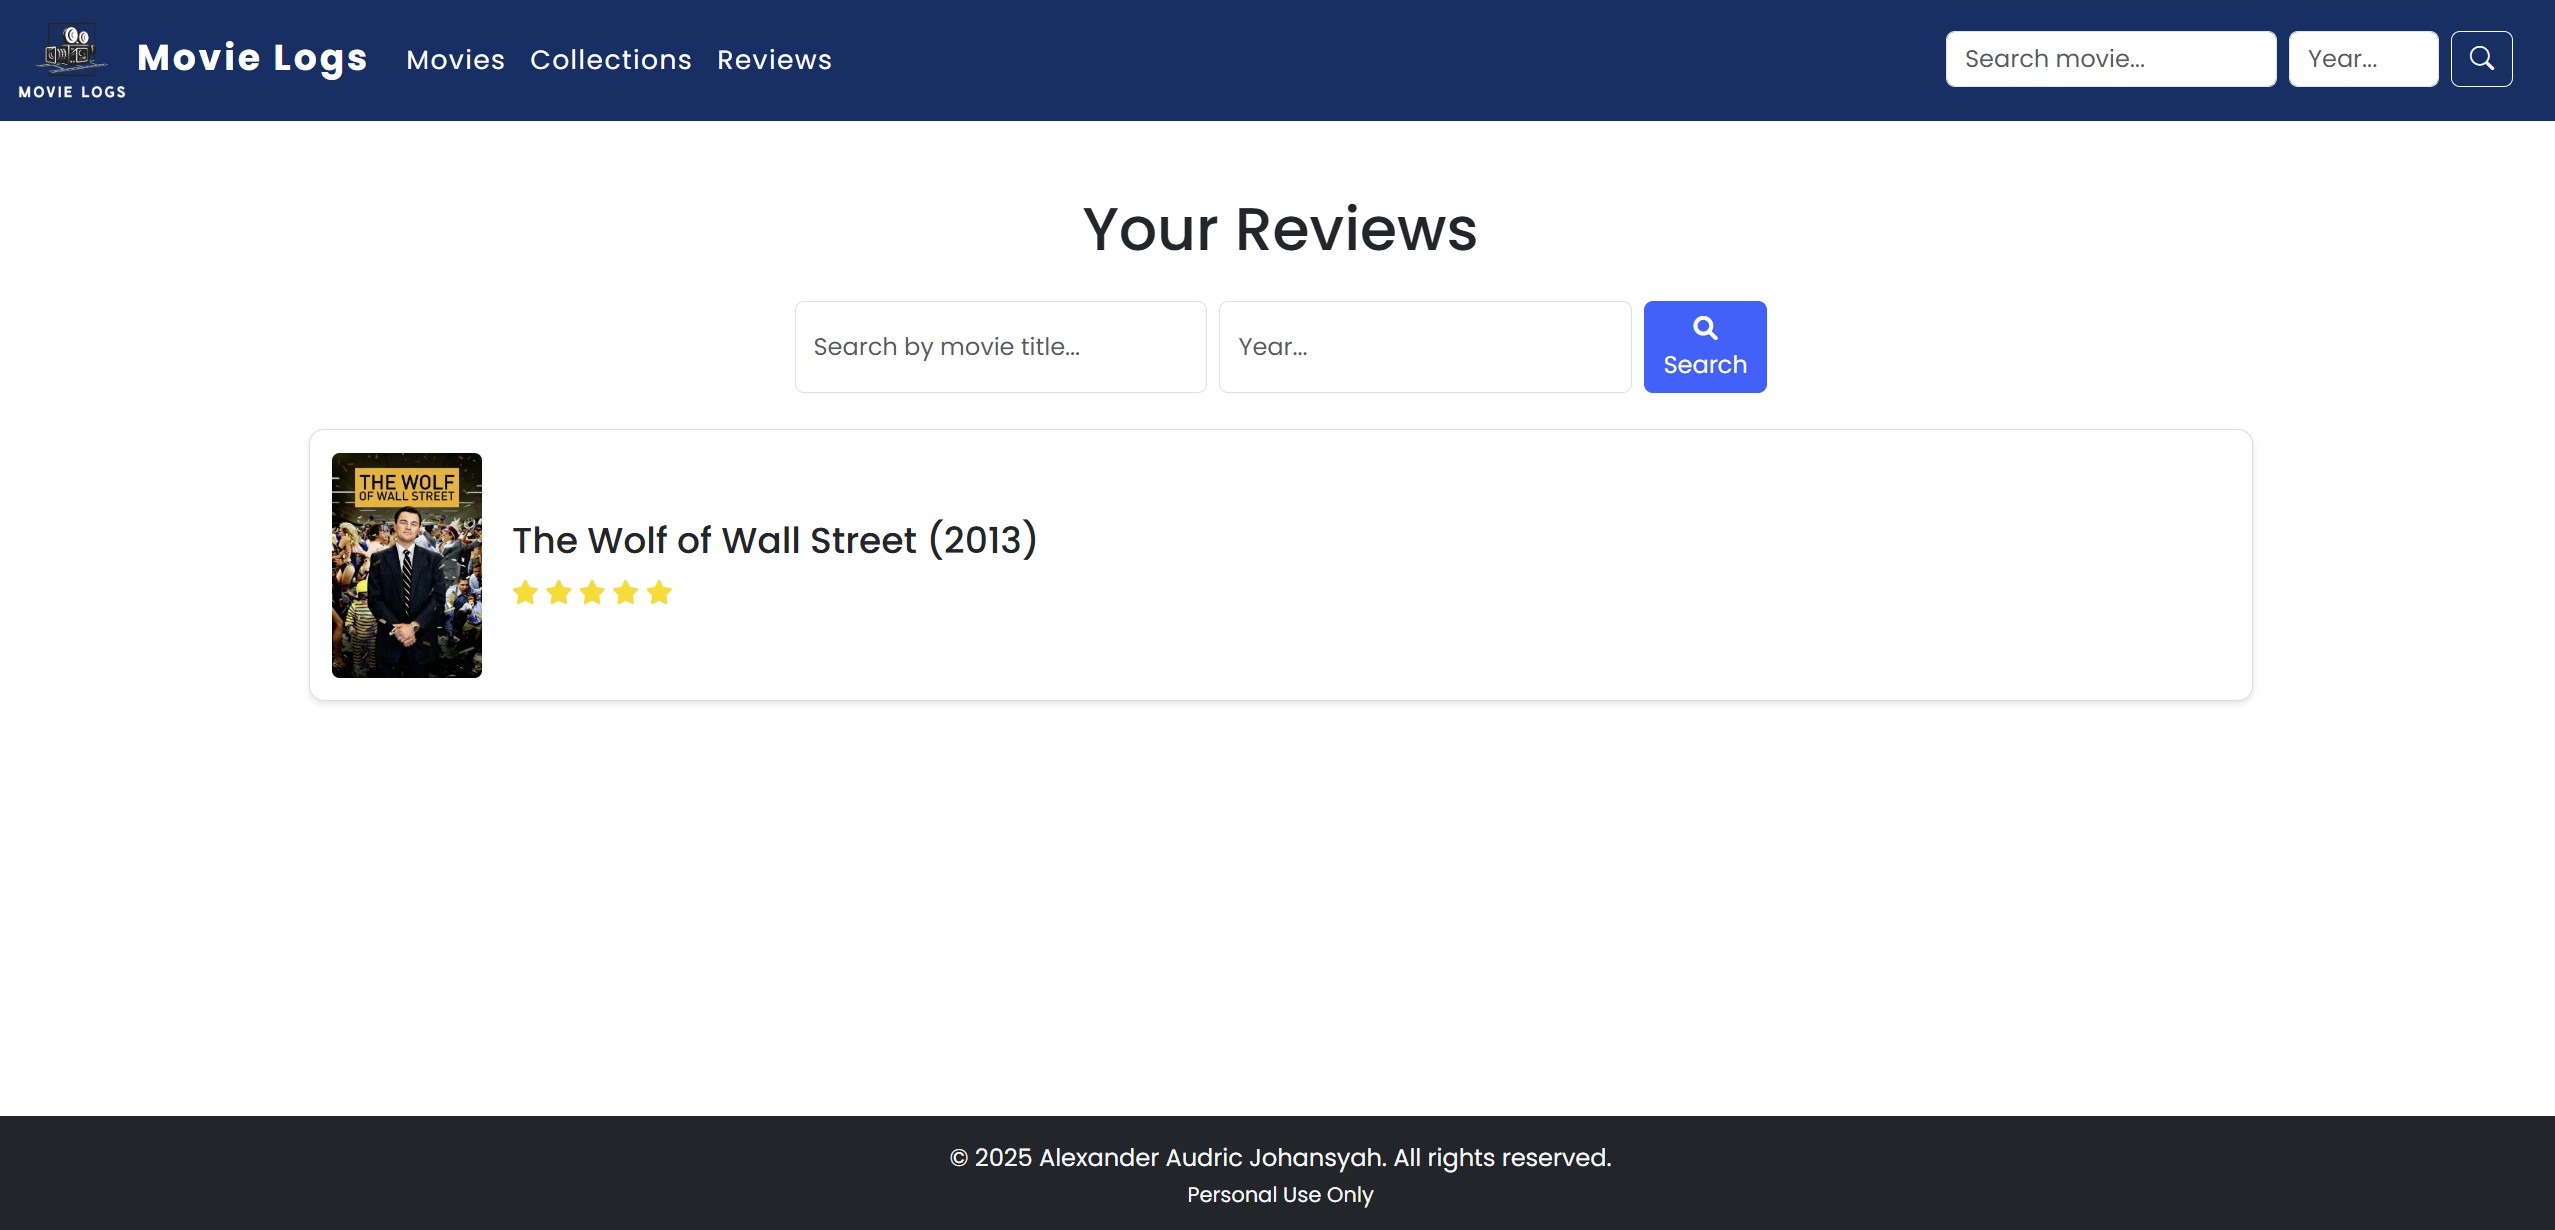 MOVIE LOGS
Movie Logs
Movies
Collections
Reviews
Search movie...
Year...
Your Reviews
Search by movie title...
Year...
Search
THE WOLF
OF WALL STREET
The Wolf of Wall Street (2013)
© 2025 Alexander Audric Johansyah. All rights reserved.
Personal Use Only